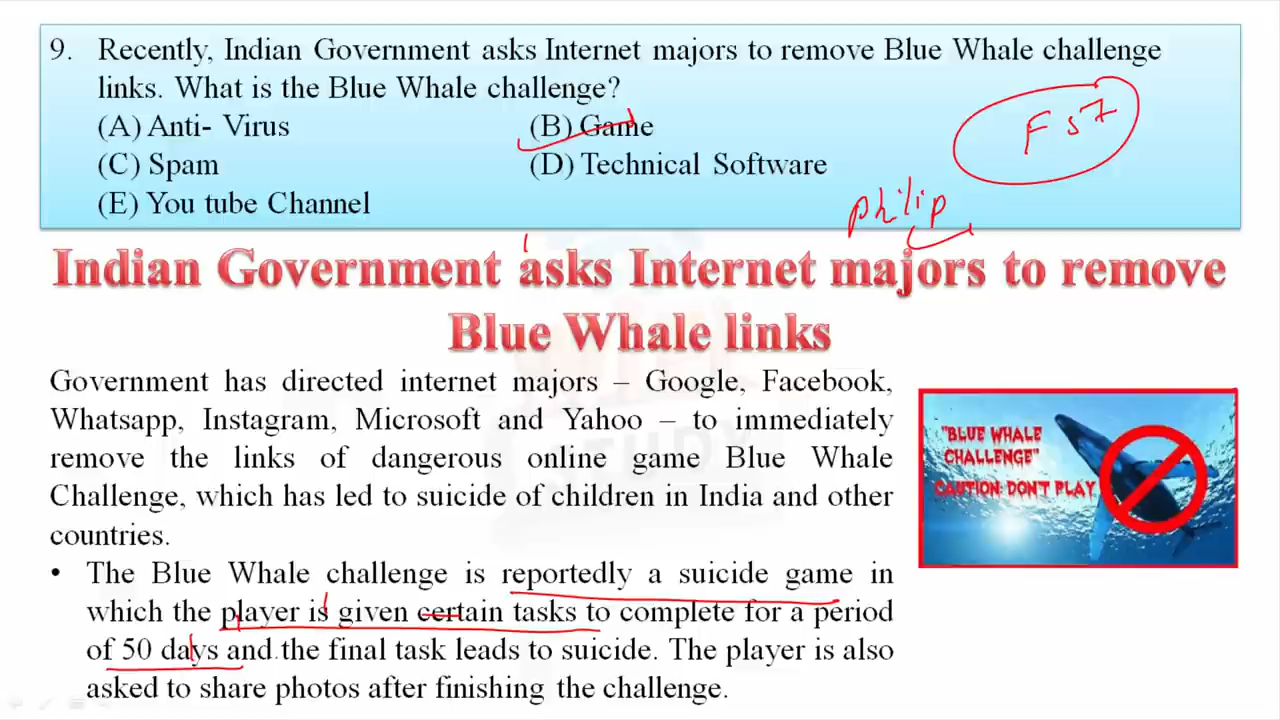 9. Recently, Indian Government asks Internet majors to remove Blue Whale challenge
links. What is the Blue Whale challenge?
(A) Anti- Virus (B) Game
(C) Spam (D) Technical Software
(E) You tube Channel
philip
Indian Government asks Internet majors to remove
Blue Whale links
Government has directed internet majors – Google, Facebook,
Whatsapp, Instagram, Microsoft and Yahoo – to immediately
remove the links of dangerous online game Blue Whale
Challenge, which has led to suicide of children in India and other
countries.
• The Blue Whale challenge is reportedly a suicide game in
which the player is given certain tasks to complete for a period
of 50 days and the final task leads to suicide. The player is also
asked to share photos after finishing the challenge.
"BLUE WHALE
CHALLENGE"
CAUTION: DON'T PLAY